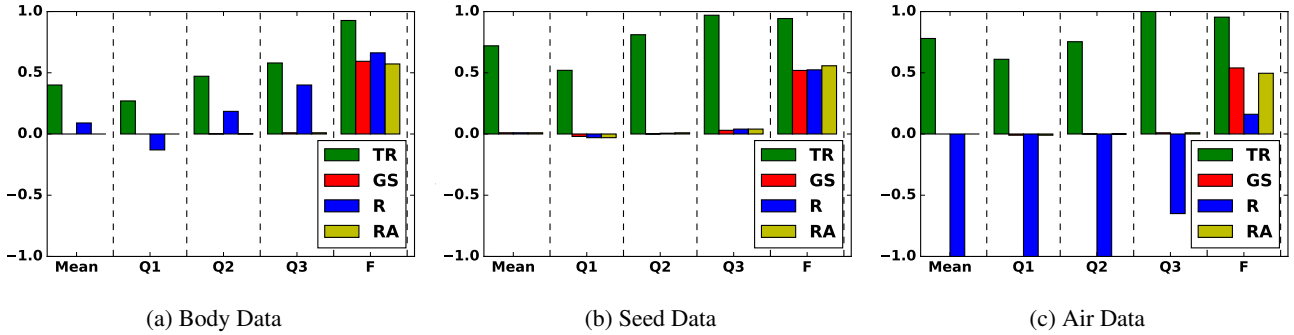 1.0
0.5
0.0
−0.5
−1.0
Mean Q1 Q2 Q3 F
TR
GS
R
RA
(a) Body Data
1.0
0.5
0.0
−0.5
−1.0
Mean Q1 Q2 Q3 F
TR
GS
R
RA
(b) Seed Data
1.0
0.5
0.0
−0.5
−1.0
Mean Q1 Q2 Q3 F
TR
GS
R
RA
(c) Air Data